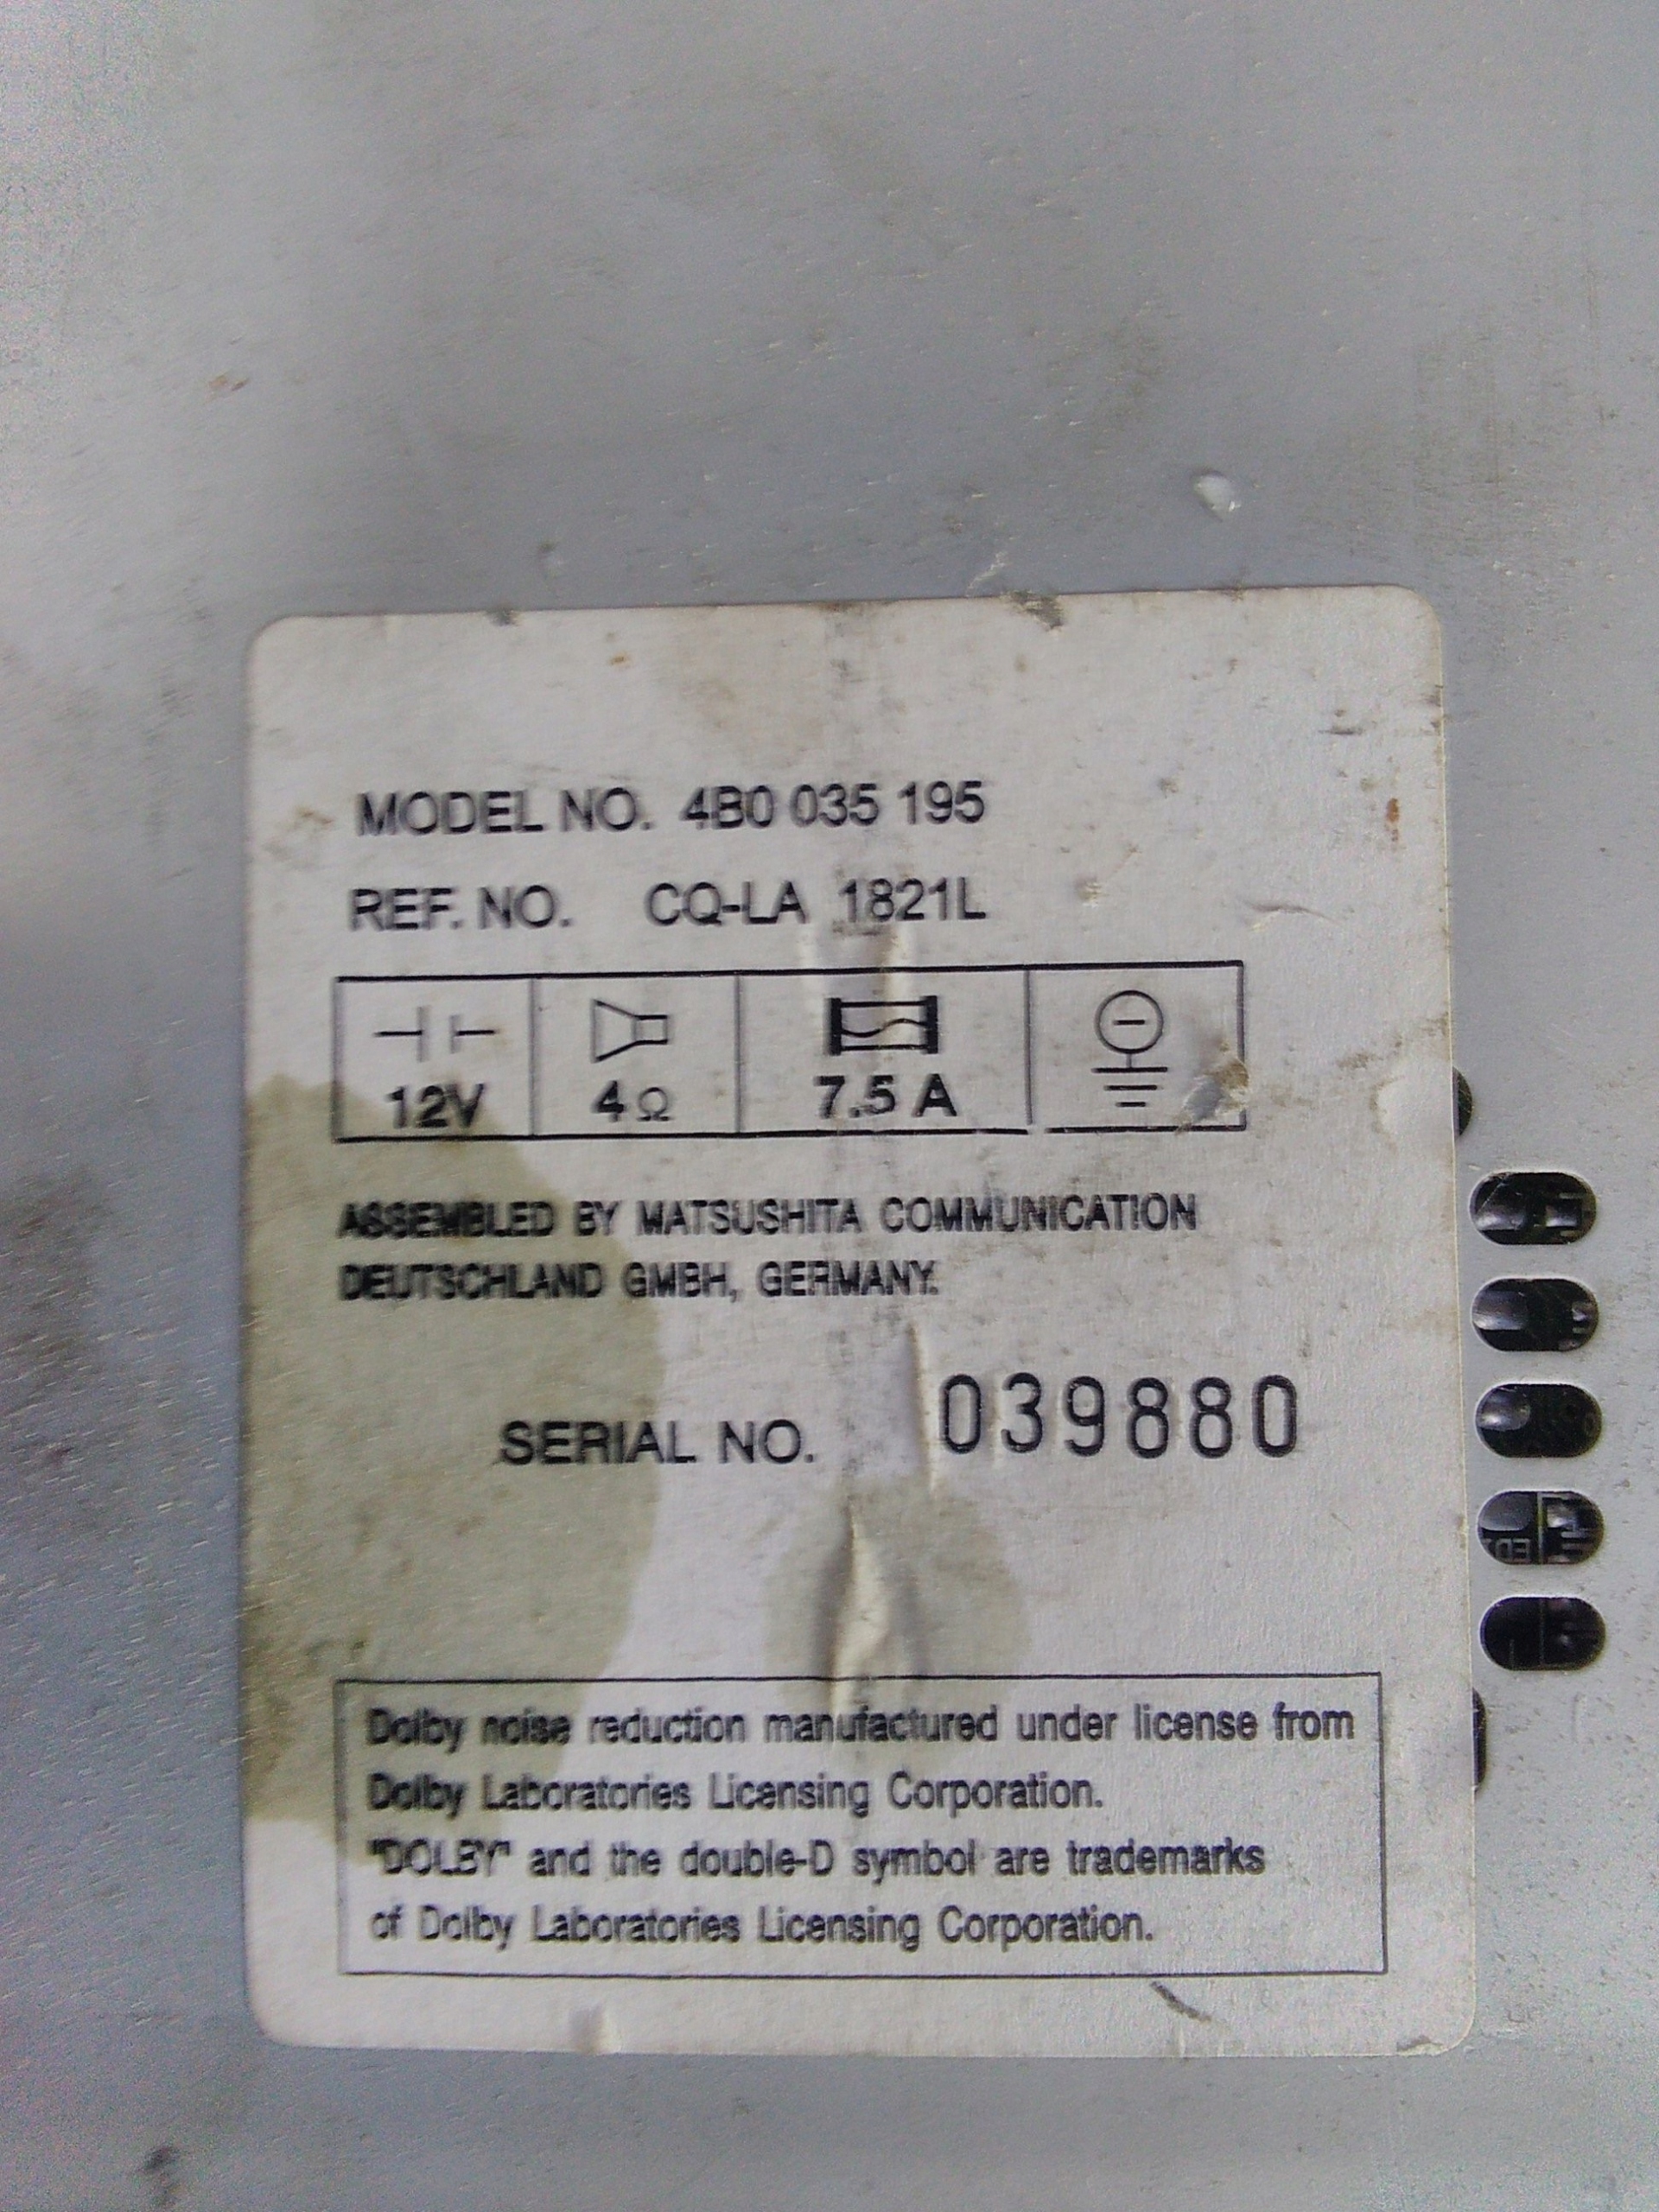 MODEL NO. 4B0 035 195
REF. NO. CQ-LA 1821L
12V 4Ω 7.5 A
ASSEMBLED BY MATSUSHITA COMMUNICATION
DEUTSCHLAND GMBH, GERMANY.
SERIAL NO. 039880
Dolby noise reduction manufactured under license from
Dolby Laboratories Licensing Corporation.
"DOLBY" and the double-D symbol are trademarks
of Dolby Laboratories Licensing Corporation.